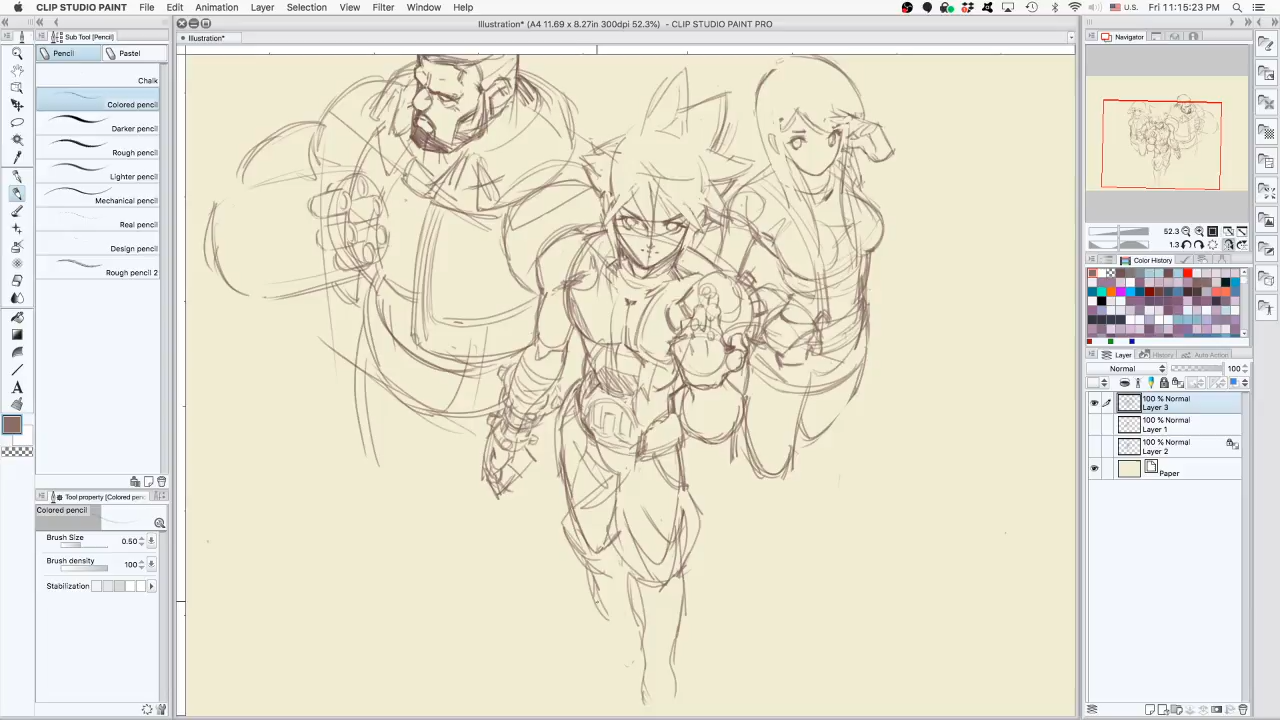 CLIP STUDIO PAINT File Edit Animation Layer Selection View Filter Window Help Fri 11:15:23 PM
Illustration* (A4 11.69 x 8.27in 300dpi 52.3%) - CLIP STUDIO PAINT PRO
Sub Tool [Pencil]
Illustration*
Navigator
Pencil
Pastel
Chalk
Colored pencil
Darker pencil
Rough pencil
Lighter pencil
Mechanical pencil
Real pencil
Design pencil
Rough pencil 2
52.3
1.3
Color History
Layer
History
Auto Action
Normal
100
100 % Normal
Layer 3
100 % Normal
Layer 1
100 % Normal
Layer 2
Paper
A
Tool property [Colored penc
Colored pencil
Brush Size
0.50
Brush density
100
Stabilization